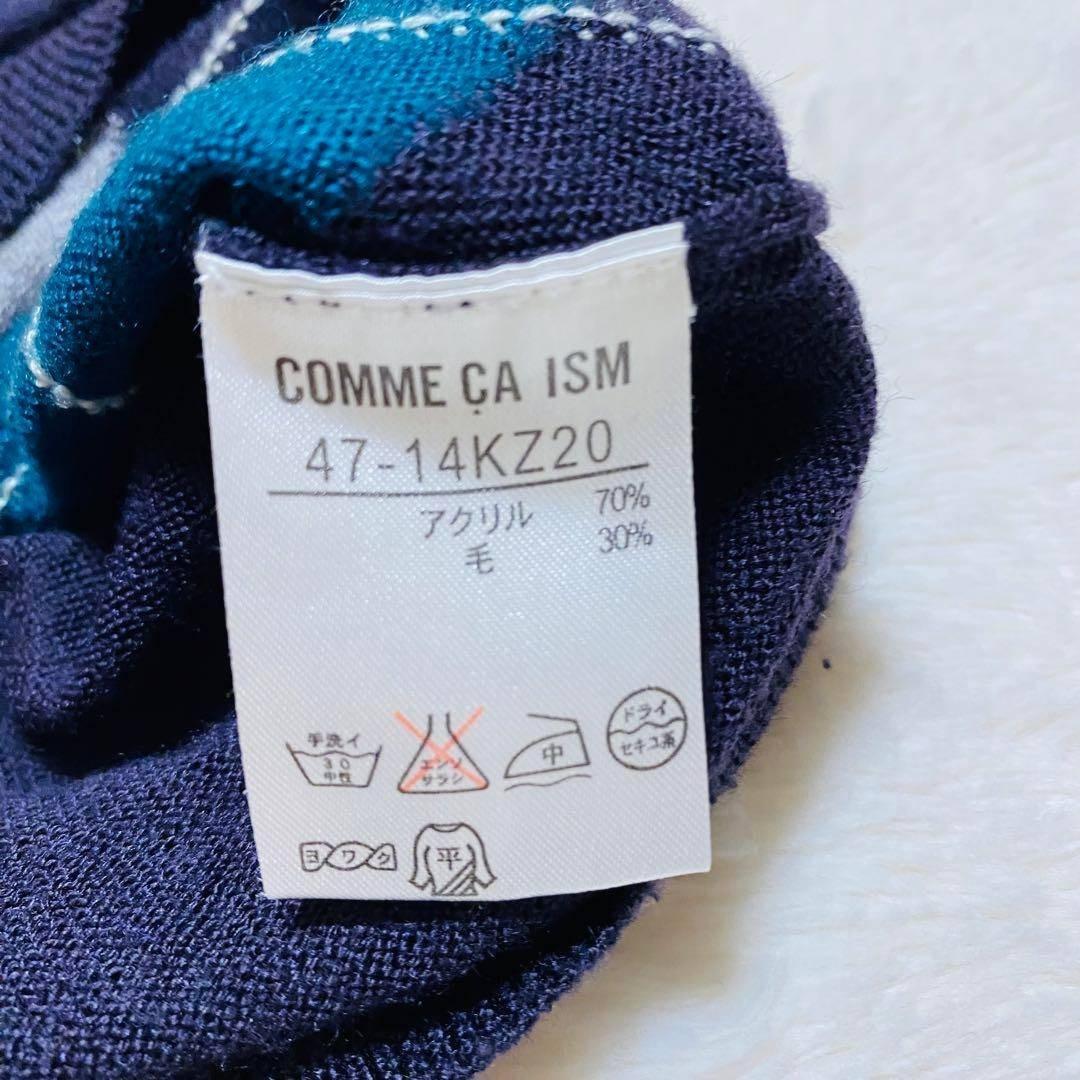 COMME ÇA ISM
47-14KZ20
アクリル 70%
毛 30%
手洗イ
30
中性
エンソ
サラシ
中
ドライ
セキユ系
ヨワク
平